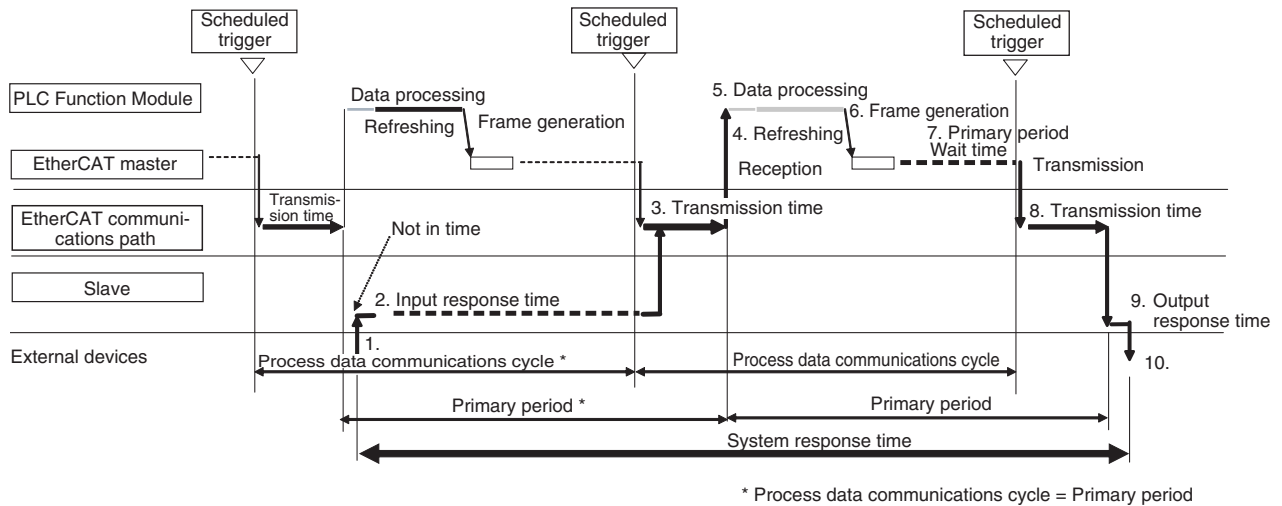 Scheduled
trigger
Scheduled
trigger
Scheduled
trigger
PLC Function Module
Data processing
Refreshing
Frame generation
5. Data processing
6. Frame generation
4. Refreshing
7. Primary period
Wait time
EtherCAT master
Reception
Transmission
Transmis-
sion time
EtherCAT communi-
cations path
3. Transmission time
8. Transmission time
Not in time
Slave
2. Input response time
9. Output
response time
External devices
1.
10.
Process data communications cycle *
Process data communications cycle
Primary period *
Primary period
System response time
* Process data communications cycle = Primary period